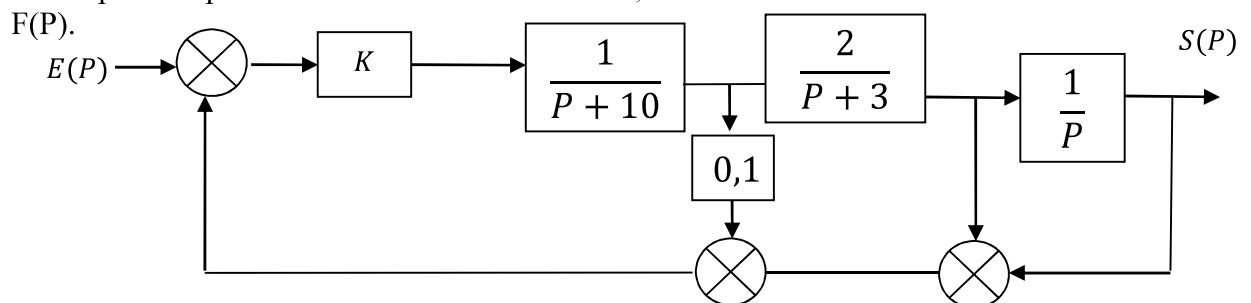 F(P).
E(P)
K
1
P + 10
2
P + 3
1
P
S(P)
0,1